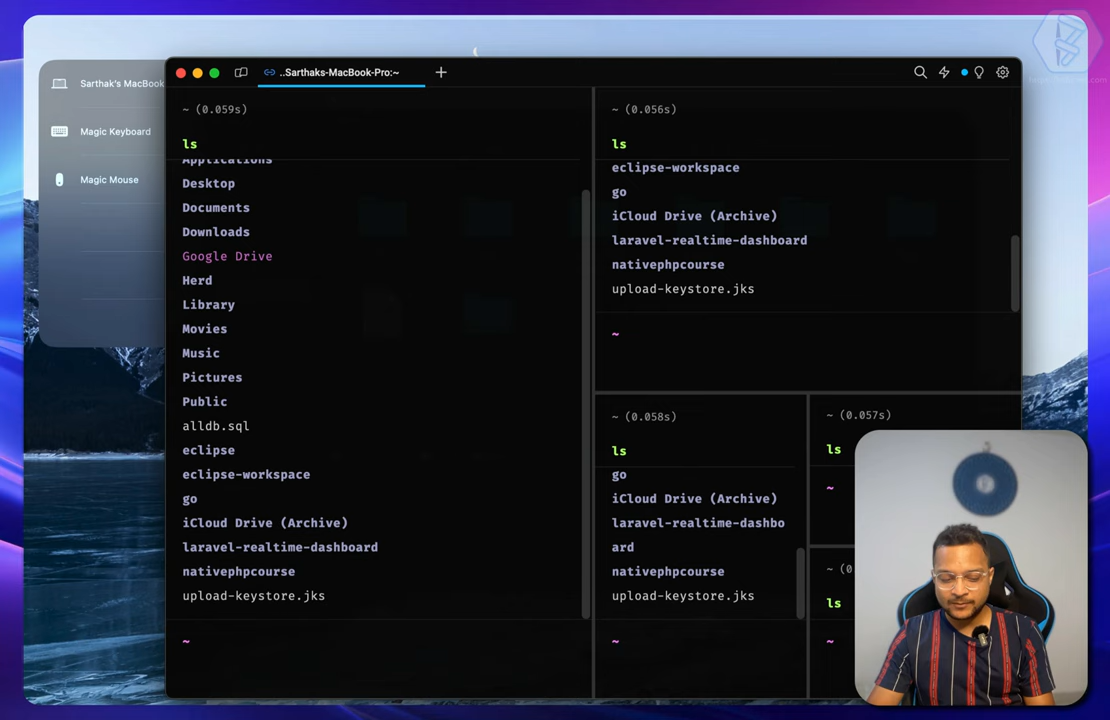 Sarthak's MacBook
Magic Keyboard
Magic Mouse
..Sarthaks-MacBook-Pro:~
~ (0.059s)
ls
Applications
Desktop
Documents
Downloads
Google Drive
Herd
Library
Movies
Music
Pictures
Public
alldb.sql
eclipse
eclipse-workspace
go
iCloud Drive (Archive)
laravel-realtime-dashboard
nativephpcourse
upload-keystore.jks
~
~ (0.056s)
ls
eclipse-workspace
go
iCloud Drive (Archive)
laravel-realtime-dashboard
nativephpcourse
upload-keystore.jks
~
~ (0.058s)
ls
go
iCloud Drive (Archive)
laravel-realtime-dashbo
ard
nativephpcourse
upload-keystore.jks
~
~ (0.057s)
ls
~
~ (0
ls
~